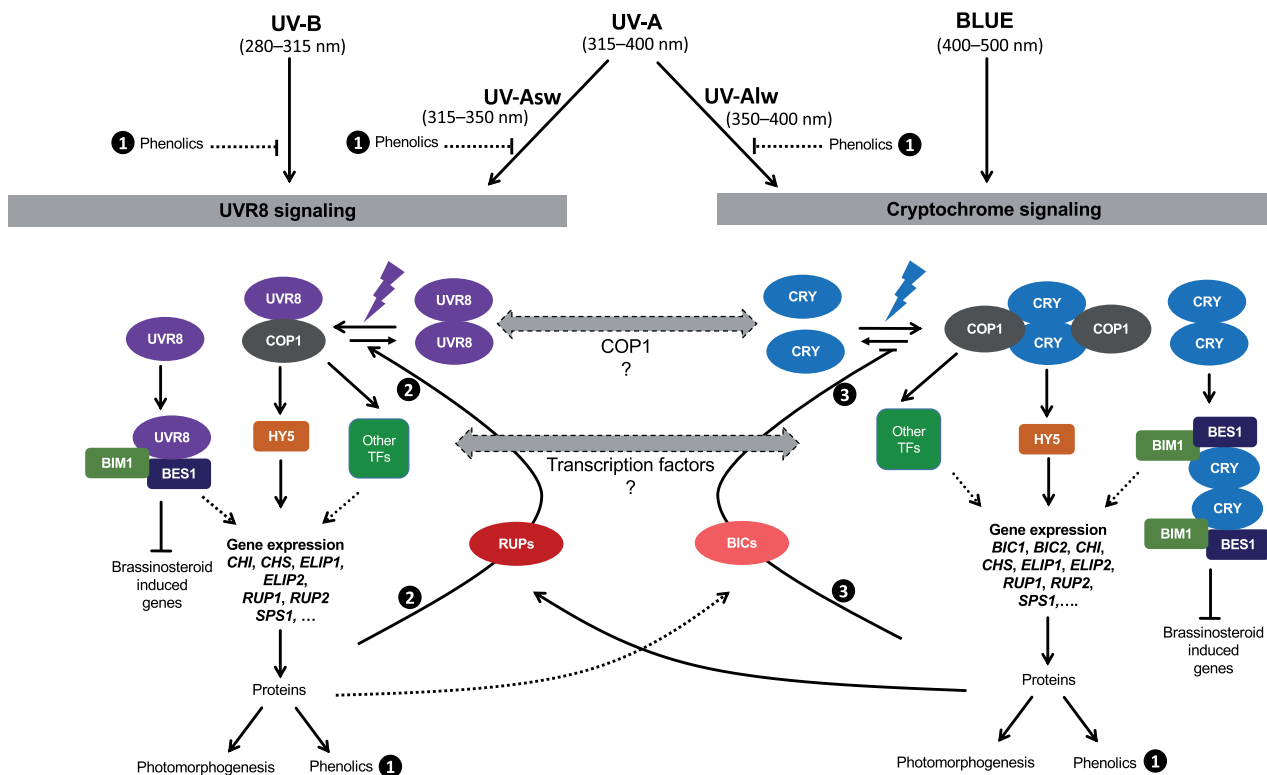 UV-B
(280–315 nm)
UV-A
(315–400 nm)
BLUE
(400–500 nm)
UV-Asw
(315–350 nm)
UV-Alw
(350–400 nm)
1 Phenolics
1 Phenolics
Phenolics 1
UVR8 signaling
Cryptochrome signaling
UVR8
COP1
UVR8
UVR8
UVR8
COP1
?
CRY
CRY
COP1
CRY
CRY
COP1
CRY
CRY
2
3
UVR8
BIM1
BES1
HY5
Other
TFs
Transcription factors
?
Other
TFs
HY5
BIM1
BES1
CRY
CRY
BIM1
BES1
Brassinosteroid
induced
genes
Gene expression
CHI, CHS, ELIP1,
ELIP2,
RUP1, RUP2
SPS1, ...
RUPs
BICs
2
3
Gene expression
BIC1, BIC2, CHI,
CHS, ELIP1, ELIP2,
RUP1, RUP2,
SPS1,....
Brassinosteroid
induced
genes
Proteins
Proteins
Photomorphogenesis
Phenolics 1
Photomorphogenesis
Phenolics 1